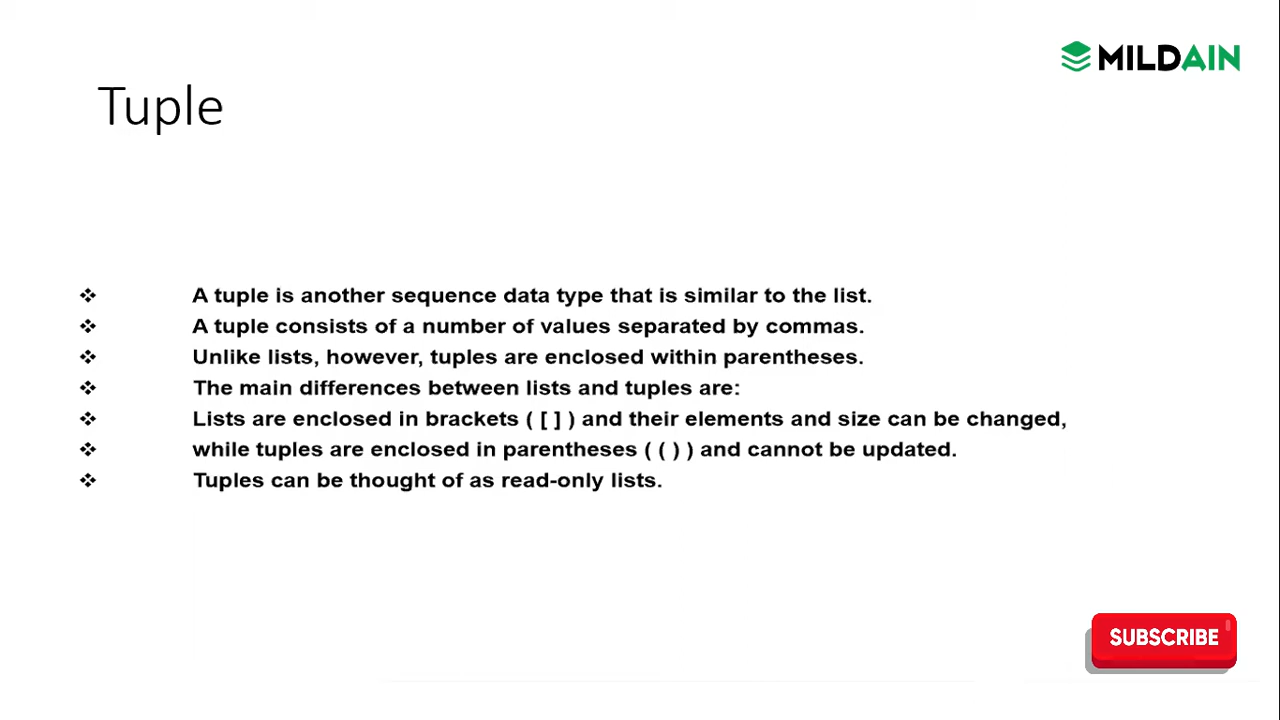 MILDAIN
Tuple
❖ A tuple is another sequence data type that is similar to the list.
❖ A tuple consists of a number of values separated by commas.
❖ Unlike lists, however, tuples are enclosed within parentheses.
❖ The main differences between lists and tuples are:
❖ Lists are enclosed in brackets ( [ ] ) and their elements and size can be changed,
❖ while tuples are enclosed in parentheses ( ( ) ) and cannot be updated.
❖ Tuples can be thought of as read-only lists.
SUBSCRIBE